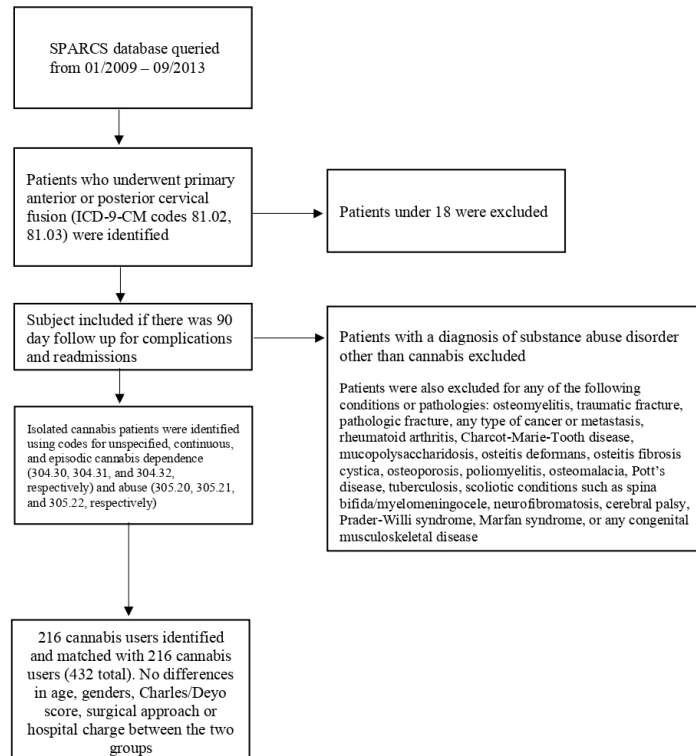 SPARCS database queried
from 01/2009 – 09/2013
Patients who underwent primary
anterior or posterior cervical
fusion (ICD-9-CM codes 81.02,
81.03) were identified
Patients under 18 were excluded
Subject included if there was 90
day follow up for complications
and readmissions
Patients with a diagnosis of substance abuse disorder
other than cannabis excluded
Patients were also excluded for any of the following
conditions or pathologies: osteomyelitis, traumatic fracture,
pathologic fracture, any type of cancer or metastasis,
rheumatoid arthritis, Charcot-Marie-Tooth disease,
mucopolysaccharidosis, osteitis deformans, osteitis fibrosis
cystica, osteoporosis, poliomyelitis, osteomalacia, Pott’s
disease, tuberculosis, scoliotic conditions such as spina
bifida/myelomeningocele, neurofibromatosis, cerebral palsy,
Prader-Willi syndrome, Marfan syndrome, or any congenital
musculoskeletal disease
Isolated cannabis patients were identified
using codes for unspecified, continuous,
and episodic cannabis dependence
(304.30, 304.31, and 304.32,
respectively) and abuse (305.20, 305.21,
and 305.22, respectively)
216 cannabis users identified
and matched with 216 cannabis
users (432 total). No differences
in age, genders, Charles/Deyo
score, surgical approach or
hospital charge between the two
groups